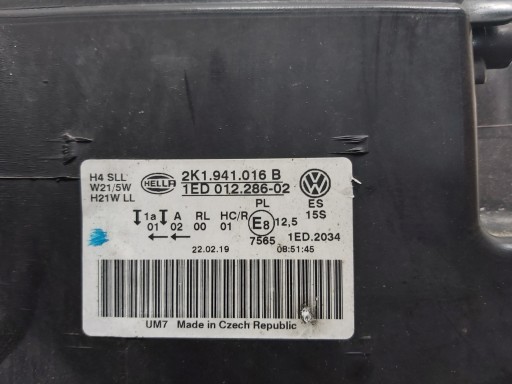 H4 SLL
W21/5W
H21W LL
HELLA
2K1.941.016 B
1ED 012.286-02
PL
ES
15S
1a A RL HC/R
01 02 00 01
E8 12,5
7565 1ED.2034
22.02.19 08:51:45
UM7 Made in Czech Republic